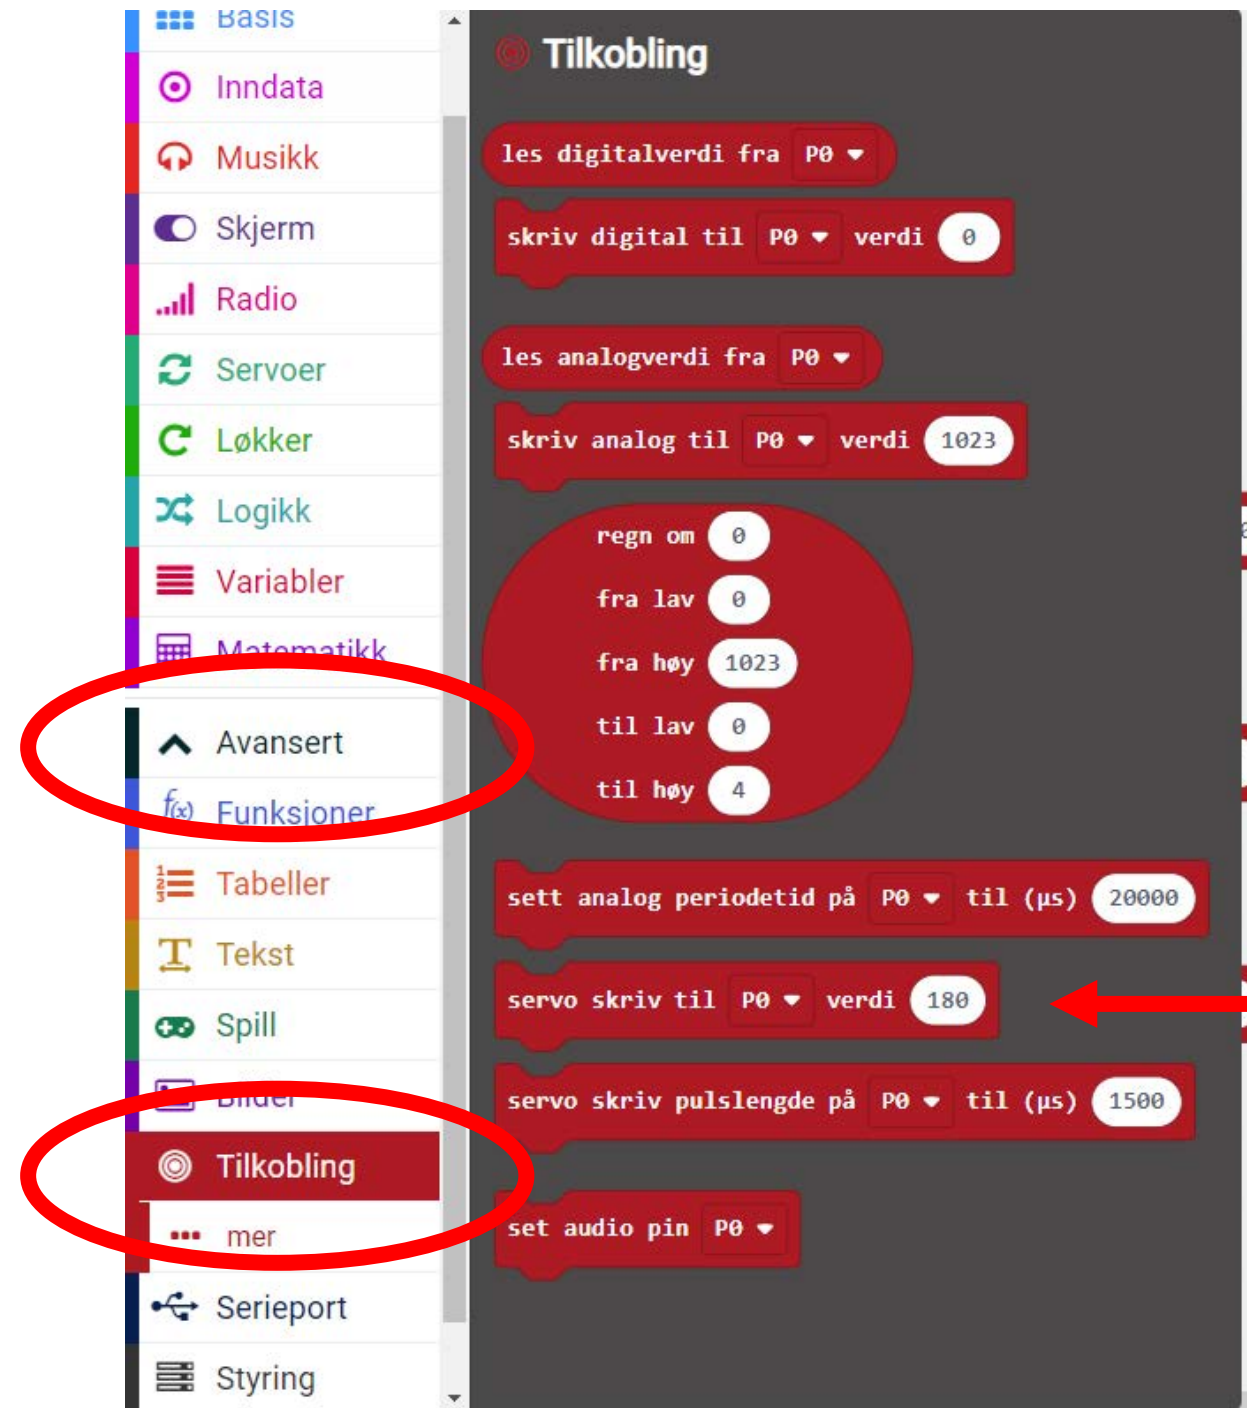 Basis
Inndata
Musikk
Skjerm
Radio
Servoer
Løkker
Logikk
Variabler
Matematikk
Avansert
f(x) Funksjoner
1
2
3
Tabeller
T Tekst
Spill
Bilder
Tilkobling
mer
Serieport
Styring
Tilkobling
les digitalverdi fra P0
skriv digital til P0 verdi 0
les analogverdi fra P0
skriv analog til P0 verdi 1023
regn om 0
fra lav 0
fra høy 1023
til lav 0
til høy 4
sett analog periodetid på P0 til (µs) 20000
servo skriv til P0 verdi 180
servo skriv pulslengde på P0 til (µs) 1500
set audio pin P0